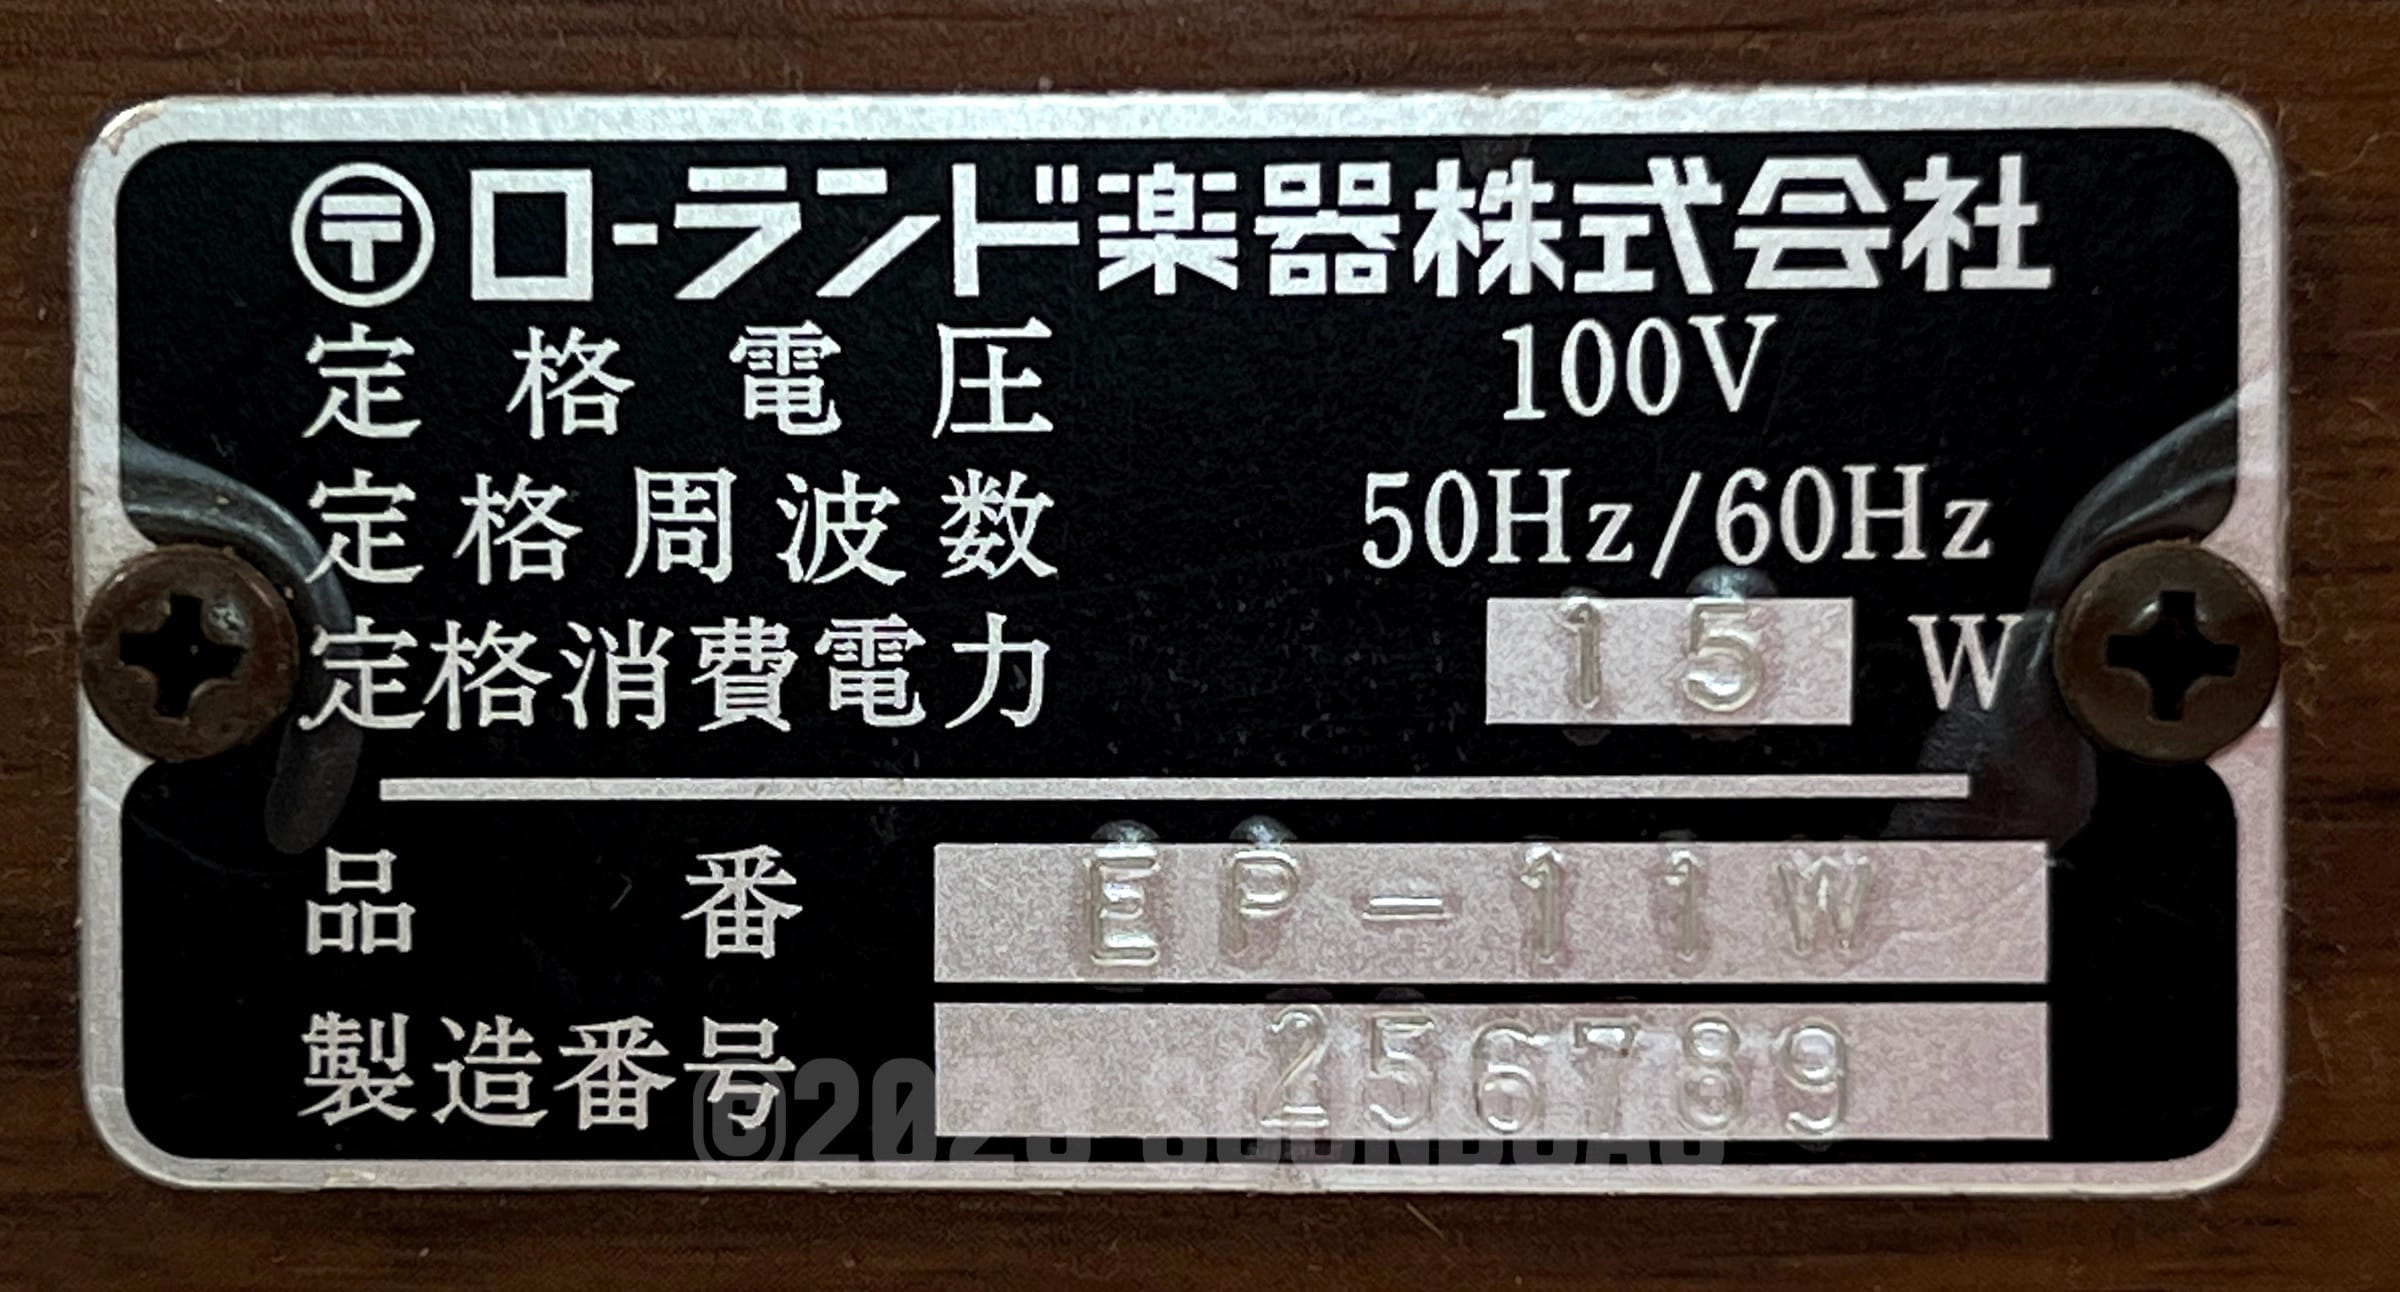 〶ローランド楽器株式会社
定格電圧 100V
定格周波数 50Hz/60Hz
定格消費電力 15 W
品番 EP-11W
製造番号 256789